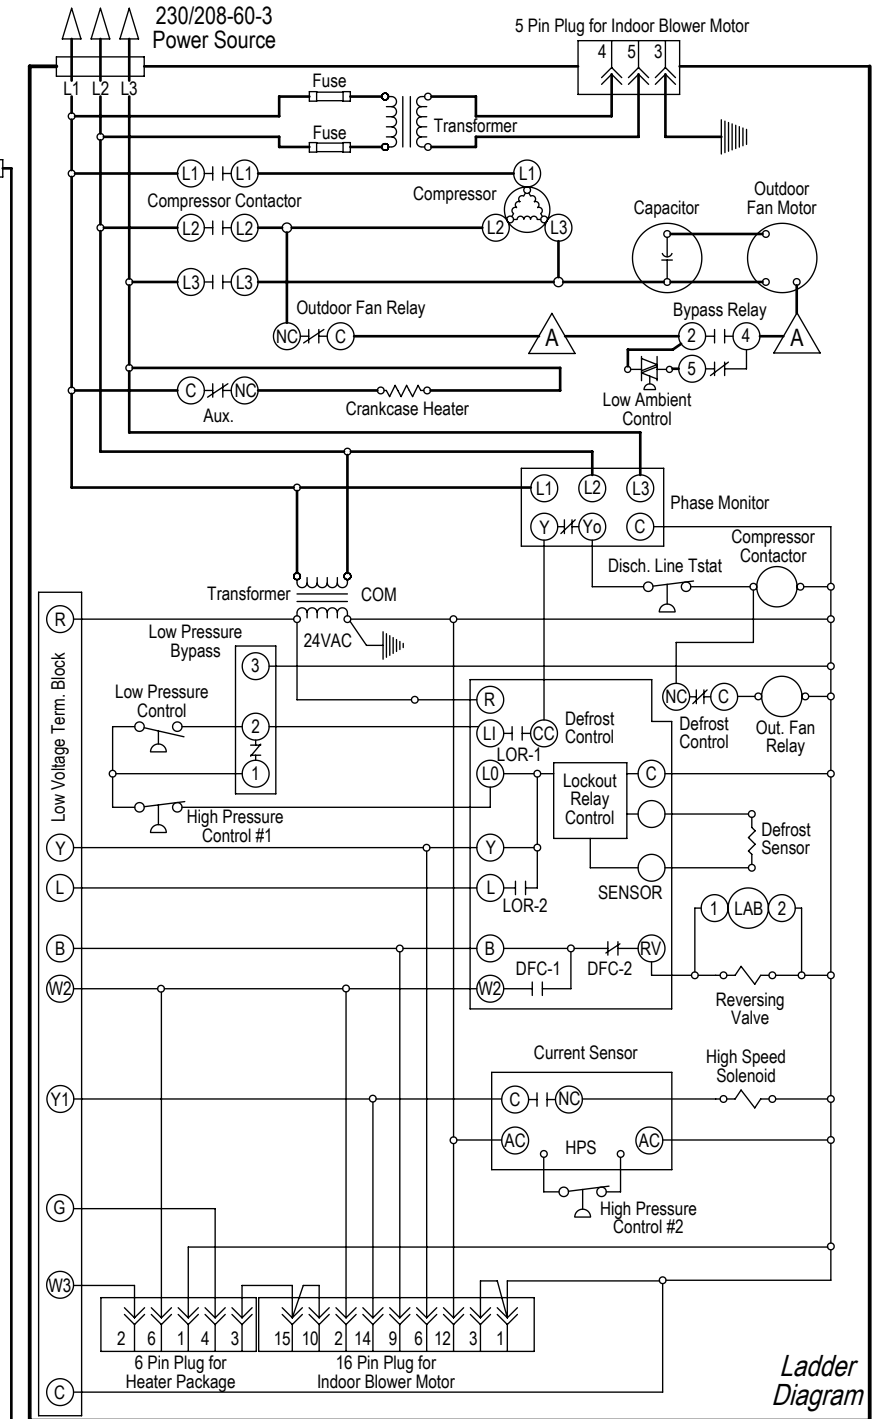 230/208-60-3
Power Source
5 Pin Plug for Indoor Blower Motor
4 5 3
L1 L2 L3
Fuse
Fuse
Transformer
L1 L1 L1
Compressor Contactor
Compressor
L2 L2 L2 L3
Capacitor
Outdoor
Fan Motor
L3 L3
Outdoor Fan Relay
Bypass Relay
NC C A 2 4 A
5
C NC
Aux.
Crankcase Heater
Low Ambient
Control
L1 L2 L3
Phase Monitor
Y Yo C
Compressor
Contactor
Disch. Line Tstat
Transformer
COM
24VAC
R
Low Voltage Term. Block
Low Pressure
Bypass
3
R
NC C
Defrost
Control
Out. Fan
Relay
Low Pressure
Control
2
LI CC
LOR-1
Defrost
Control
1
L0
Lockout
Relay
Control
C
High Pressure
Control #1
Defrost
Sensor
Y Y
L L
LOR-2
SENSOR
1 LAB 2
B B
DFC-1 DFC-2
RV
W2 W2
Reversing
Valve
Current Sensor
High Speed
Solenoid
Y1
C NC
AC HPS AC
G
High Pressure
Control #2
W3
2 6 1 4 3 15 10 2 14 9 6 12 3 1
6 Pin Plug for
Heater Package
16 Pin Plug for
Indoor Blower Motor
C
Ladder
Diagram